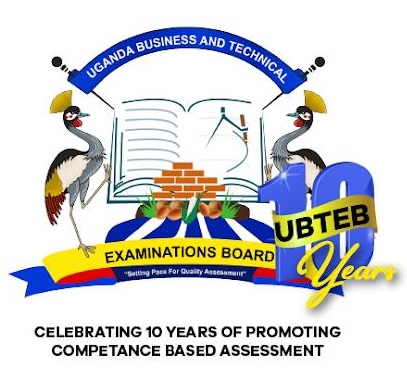 UGANDA BUSINESS AND TECHNICAL
EXAMINATIONS BOARD
"Setting Pace For Quality Assessment"
10
UBTEB
Years
CELEBRATING 10 YEARS OF PROMOTING
COMPETANCE BASED ASSESSMENT